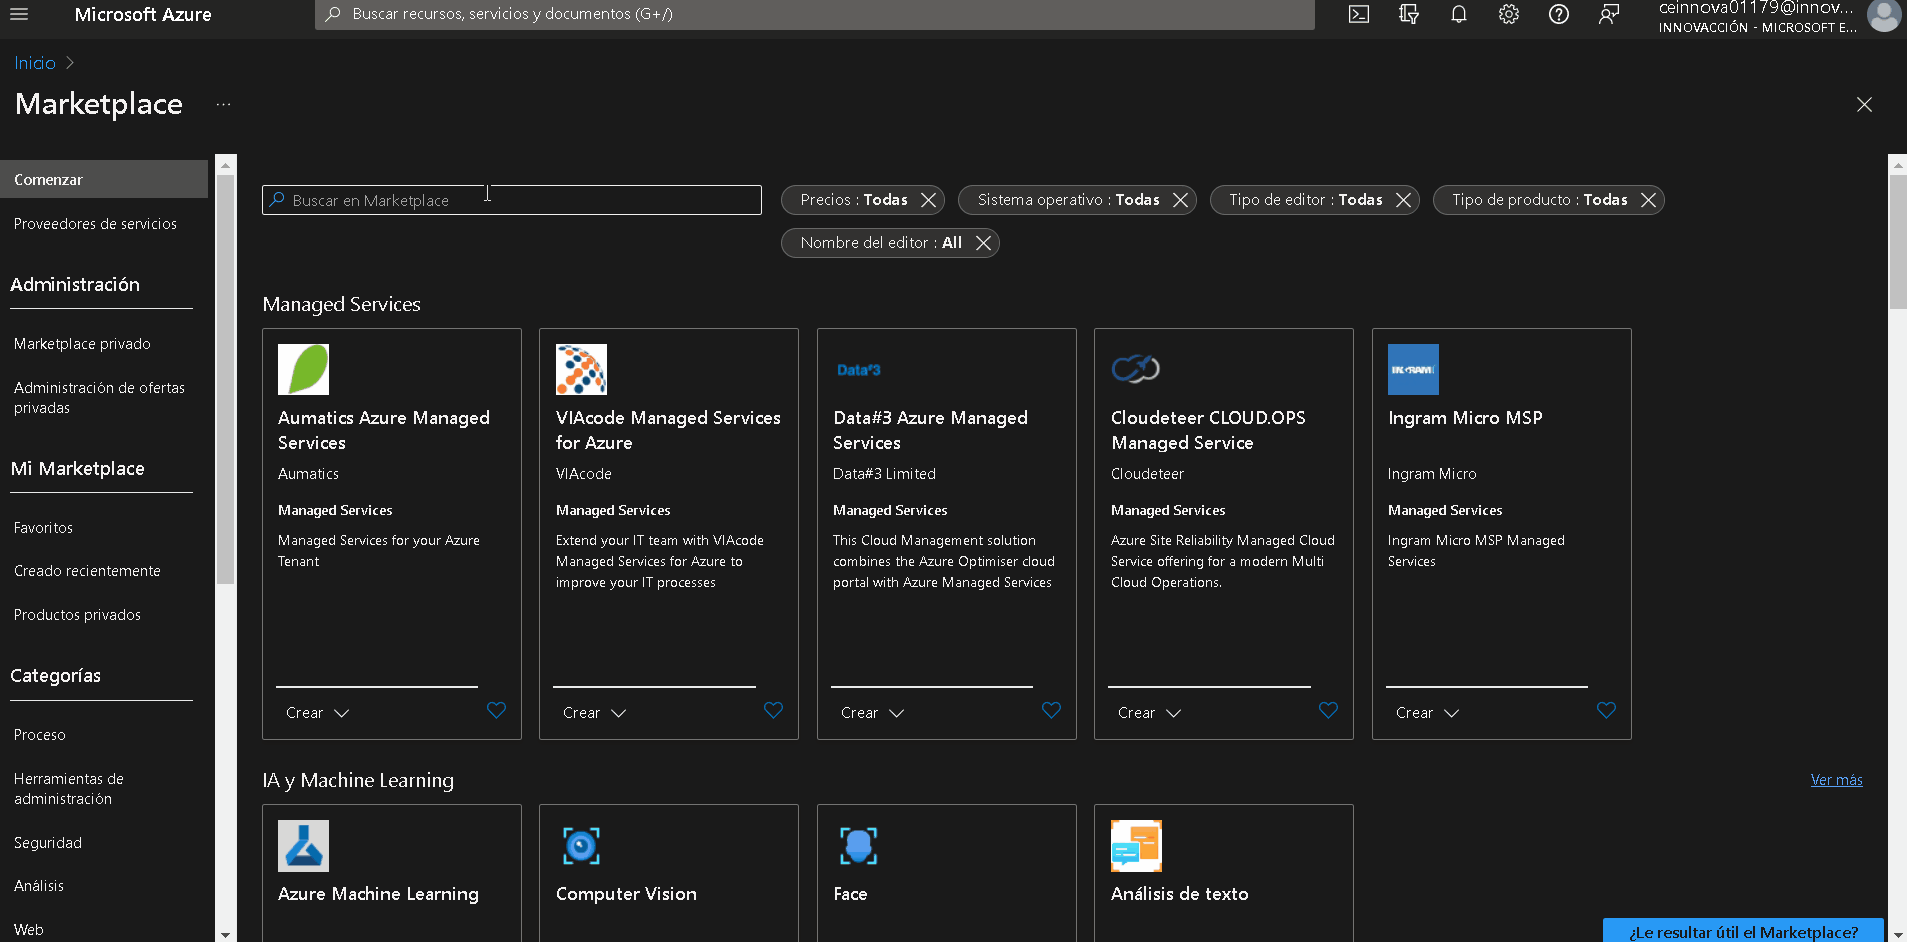 Microsoft Azure
Buscar recursos, servicios y documentos (G+/)
ceinnova01179@innov...
INNOVACCIÓN - MICROSOFT E...
Inicio
Marketplace
...
Comenzar
Proveedores de servicios
Administración
Marketplace privado
Administración de ofertas
privadas
Mi Marketplace
Favoritos
Creado recientemente
Productos privados
Categorías
Proceso
Herramientas de
administración
Seguridad
Análisis
Web
Buscar en Marketplace
Precios : Todas
Sistema operativo : Todas
Tipo de editor : Todas
Tipo de producto : Todas
Nombre del editor : All
Managed Services
Aumatics Azure Managed
Services
Aumatics
Managed Services
Managed Services for your Azure
Tenant
Crear
VIAcode Managed Services
for Azure
VIAcode
Managed Services
Extend your IT team with VIAcode
Managed Services for Azure to
improve your IT processes
Crear
Data#3
Data#3 Azure Managed
Services
Data#3 Limited
Managed Services
This Cloud Management solution
combines the Azure Optimiser cloud
portal with Azure Managed Services
Crear
Cloudeteer CLOUD.OPS
Managed Service
Cloudeteer
Managed Services
Azure Site Reliability Managed Cloud
Service offering for a modern Multi
Cloud Operations.
Crear
INGRAM
Ingram Micro MSP
Ingram Micro
Managed Services
Ingram Micro MSP Managed
Services
Crear
IA y Machine Learning
Ver más
Azure Machine Learning
Computer Vision
Face
Análisis de texto
¿Le resultar útil el Marketplace?